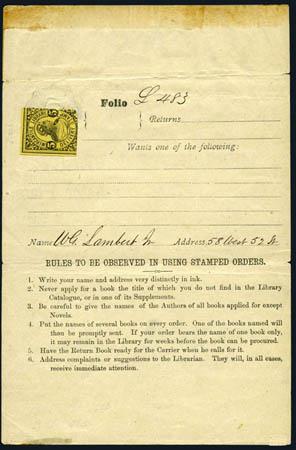 Folio L 483
Returns
Wants one of the following:
Name W.G. Lambert Jr Address, 58 West 52 St.
RULES TO BE OBSERVED IN USING STAMPED ORDERS.
1. Write your name and address very distinctly in ink.
2. Never apply for a book the title of which you do not find in the Library
Catalogue, or in one of its Supplements.
3. Be careful to give the names of the Authors of all books applied for except
Novels.
4. Put the names of several books on every order. One of the books named will
then be promptly sent. If your order bears the name of one book only,
it may remain in the Library for weeks before the book can be procured.
5. Have the Return Book ready for the Carrier when he calls for it.
6. Address complaints or suggestions to the Librarian. They will, in all cases,
receive immediate attention.